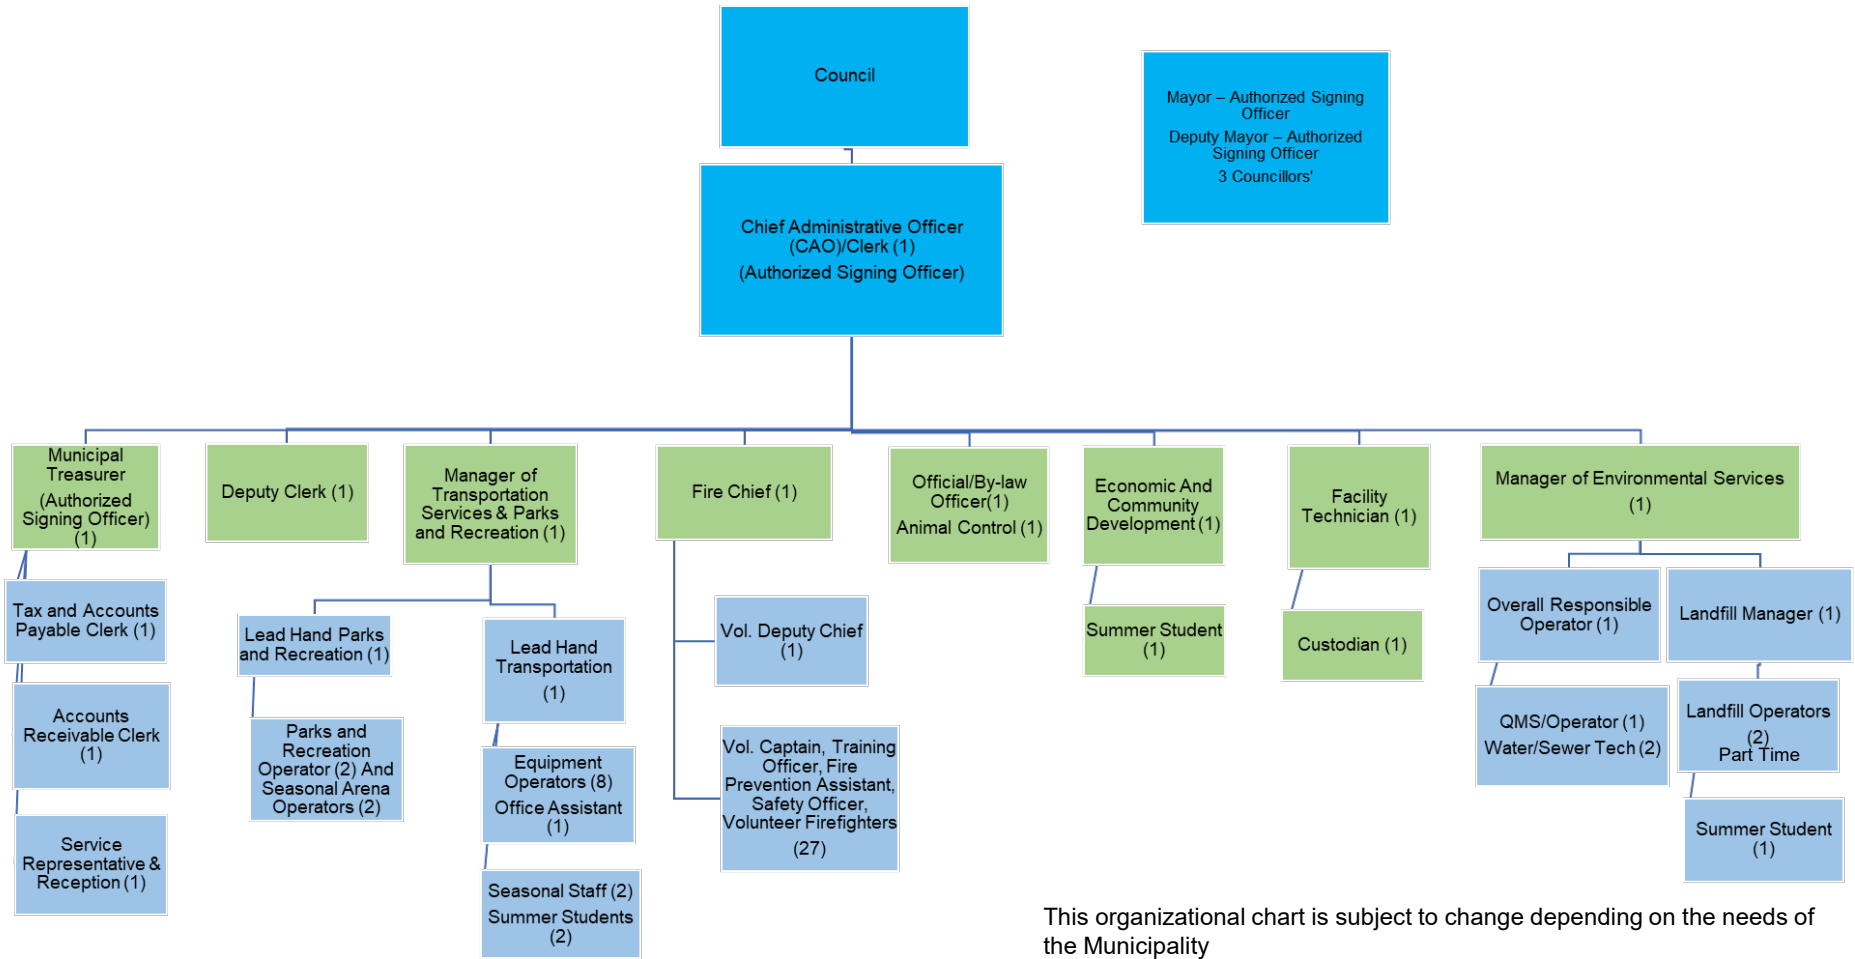 Council
Mayor – Authorized Signing
Officer
Deputy Mayor – Authorized
Signing Officer
3 Councillors'
Chief Administrative Officer
(CAO)/Clerk (1)
(Authorized Signing Officer)
Municipal
Treasurer
(Authorized
Signing Officer)
(1)
Deputy Clerk (1)
Manager of
Transportation
Services & Parks
and Recreation (1)
Fire Chief (1)
Official/By-law
Officer(1)
Animal Control (1)
Economic And
Community
Development (1)
Facility
Technician (1)
Manager of Environmental Services
(1)
Tax and Accounts
Payable Clerk (1)
Accounts
Receivable Clerk
(1)
Service
Representative &
Reception (1)
Lead Hand Parks
and Recreation (1)
Parks and
Recreation
Operator (2) And
Seasonal Arena
Operators (2)
Lead Hand
Transportation
(1)
Equipment
Operators (8)
Office Assistant
(1)
Seasonal Staff (2)
Summer Students
(2)
Vol. Deputy Chief
(1)
Vol. Captain, Training
Officer, Fire
Prevention Assistant,
Safety Officer,
Volunteer Firefighters
(27)
Summer Student
(1)
Custodian (1)
Overall Responsible
Operator (1)
QMS/Operator (1)
Water/Sewer Tech (2)
Landfill Manager (1)
Landfill Operators
(2)
Part Time
Summer Student
(1)
This organizational chart is subject to change depending on the needs of
the Municipality